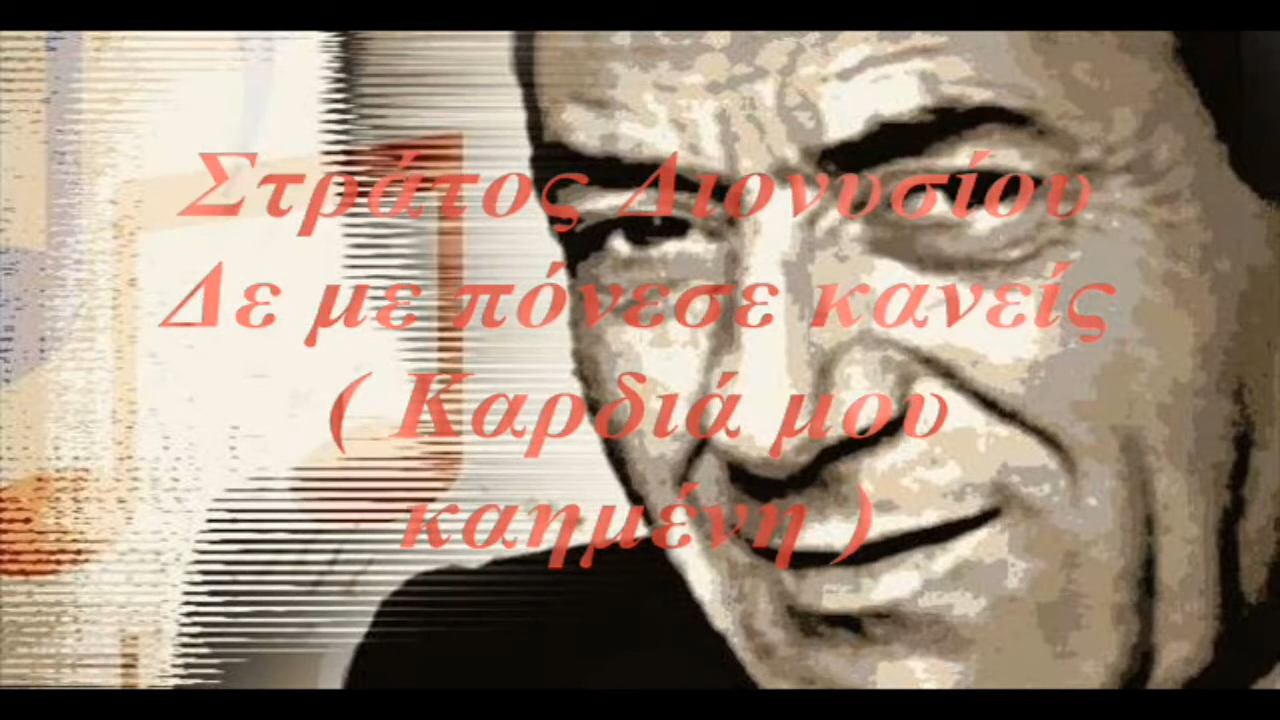 Στράτος Διονυσίου
Δε με πόνεσε κανείς
( Καρδιά μου
καημένη )